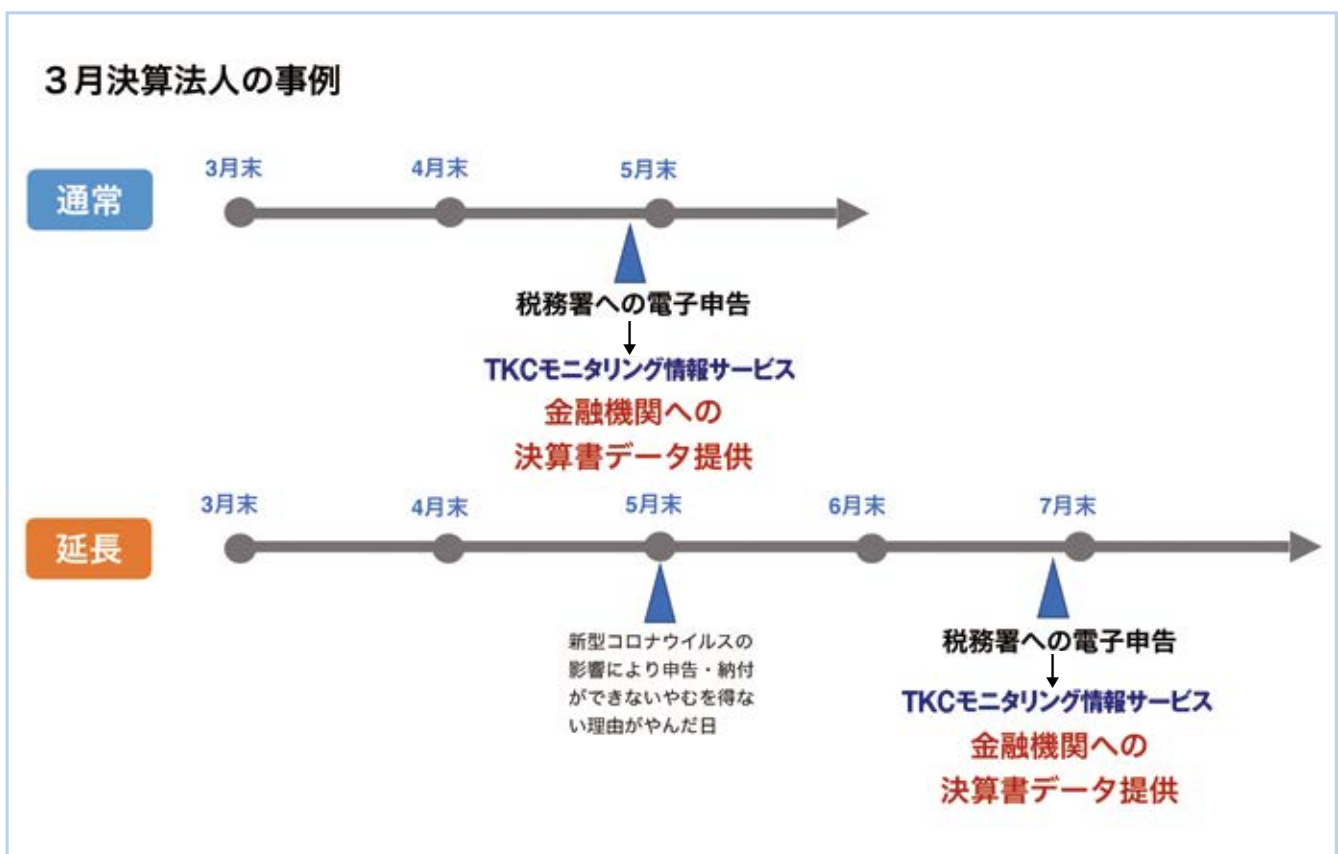 ３月決算法人の事例
通常
3月末
4月末
5月末
税務署への電子申告
TKCモニタリング情報サービス
金融機関への
決算書データ提供
延長
3月末
4月末
5月末
6月末
7月末
新型コロナウイルスの
影響により申告・納付
ができないやむを得な
い理由がやんだ日
税務署への電子申告
TKCモニタリング情報サービス
金融機関への
決算書データ提供